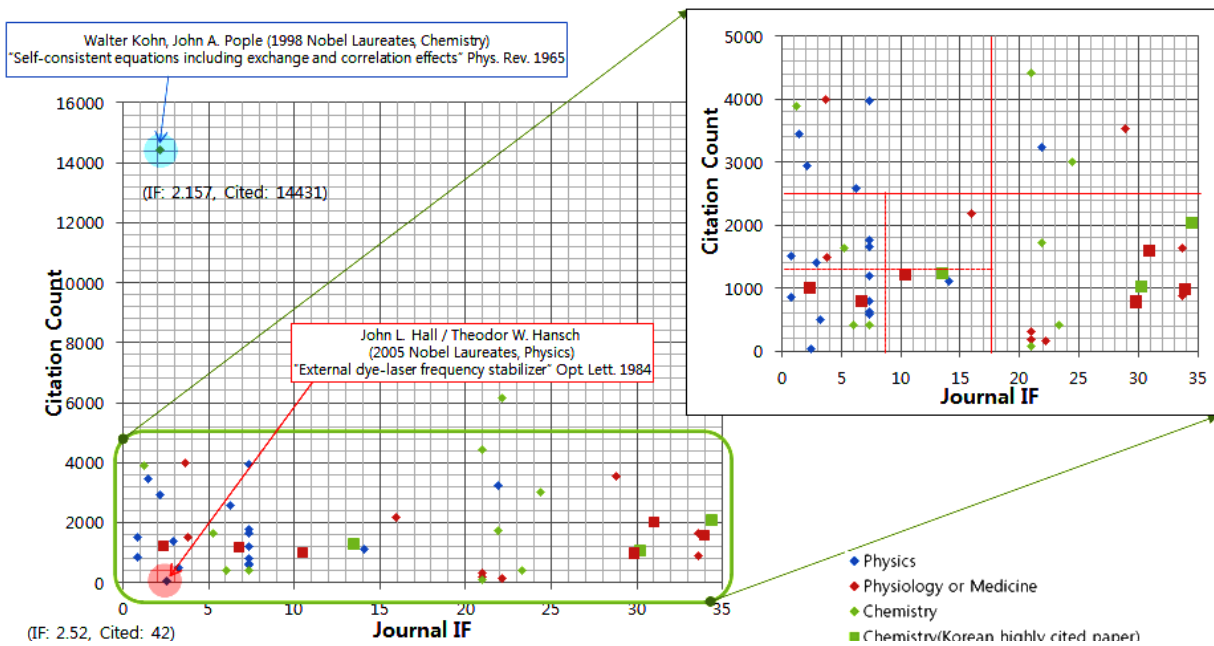 Walter Kohn, John A. Pople (1998 Nobel Laureates, Chemistry)
"Self-consistent equations including exchange and correlation effects" Phys. Rev. 1965
16000
14000
12000
10000
8000
6000
4000
2000
0
Citation Count
(IF: 2.157, Cited: 14431)
John L. Hall / Theodor W. Hansch
(2005 Nobel Laureates, Physics)
"External dye-laser frequency stabilizer" Opt. Lett. 1984
0 5 10 15 20 25 30 35
Journal IF
(IF: 2.52, Cited: 42)
5000
4000
3000
2000
1000
0
Citation Count
0 5 10 15 20 25 30 35
Journal IF
Physics
Physiology or Medicine
Chemistry
Chemistry(Korean highly cited paper)